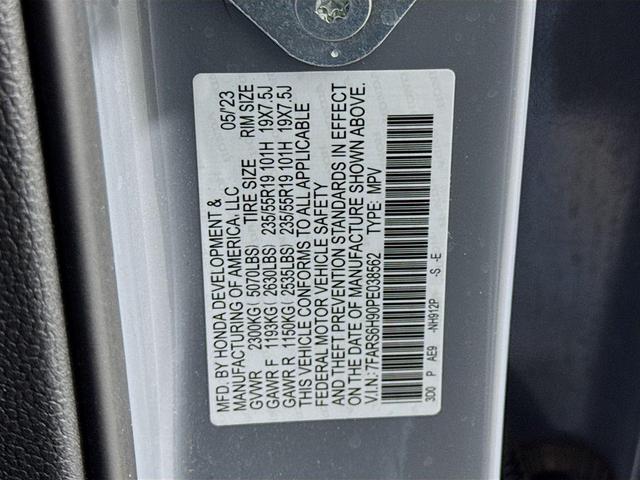 MFD. BY HONDA DEVELOPMENT &
MANUFACTURING OF AMERICA, LLC 05/'23
GVWR 2300KG ( 5070LBS) TIRE SIZE RIM SIZE
GAWR F 1193KG ( 2630LBS) 235/55R19 101H 19X7.5J
GAWR R 1150KG ( 2535LBS) 235/55R19 101H 19X7.5J
THIS VEHICLE CONFORMS TO ALL APPLICABLE
FEDERAL MOTOR VEHICLE SAFETY
AND THEFT PREVENTION STANDARDS IN EFFECT
ON THE DATE OF MANUFACTURE SHOWN ABOVE.
V.I.N.: 7FARS6H90PE038562 TYPE: MPV
3D0 P AE9 -NH912P -S -E